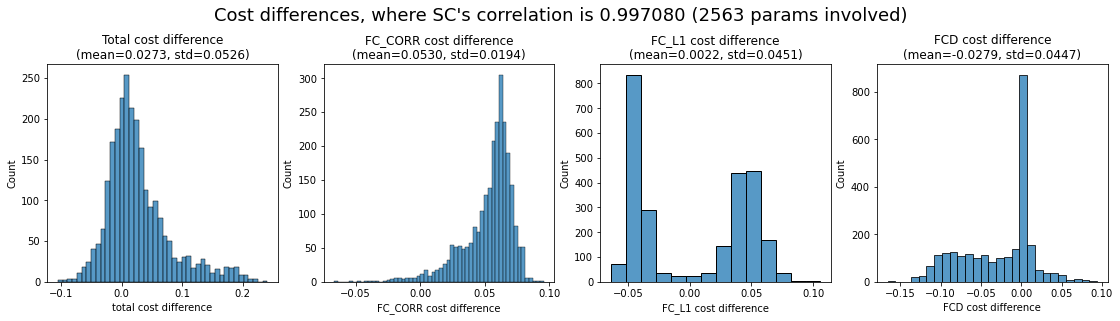 Cost differences, where SC's correlation is 0.997080 (2563 params involved)
Total cost difference
(mean=0.0273, std=0.0526)
Count
250
200
150
100
50
0
−0.1
0.0
0.1
0.2
total cost difference
FC_CORR cost difference
(mean=0.0530, std=0.0194)
Count
300
250
200
150
100
50
0
−0.05
0.00
0.05
0.10
FC_CORR cost difference
FC_L1 cost difference
(mean=0.0022, std=0.0451)
Count
800
700
600
500
400
300
200
100
0
−0.05
0.00
0.05
0.10
FC_L1 cost difference
FCD cost difference
(mean=-0.0279, std=0.0447)
Count
800
600
400
200
0
−0.15
−0.10
−0.05
0.00
0.05
0.10
FCD cost difference